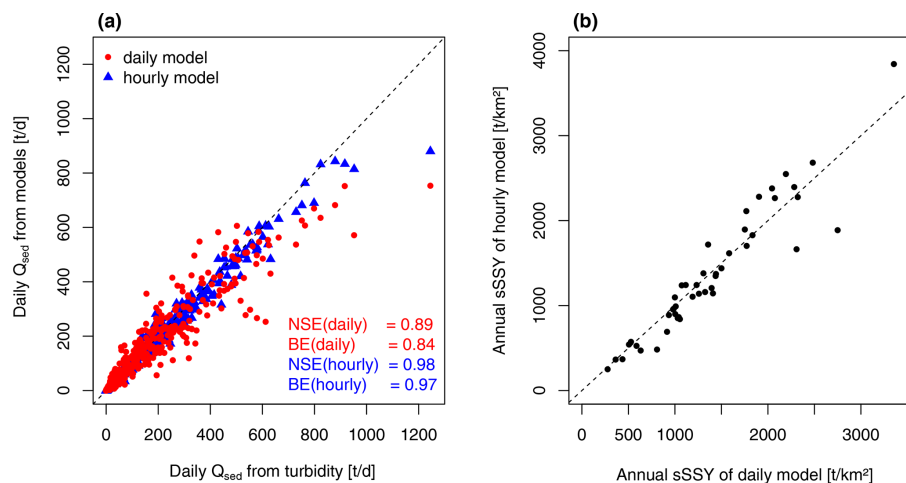 (a)
1200
1000
800
600
400
200
0
Daily Qsed from models [t/d]
daily model
hourly model
NSE(daily) = 0.89
BE(daily) = 0.84
NSE(hourly) = 0.98
BE(hourly) = 0.97
0 200 400 600 800 1000 1200
Daily Qsed from turbidity [t/d]
(b)
4000
3000
2000
1000
0
Annual sSSY of hourly model [t/km²]
0 500 1000 2000 3000
Annual sSSY of daily model [t/km²]